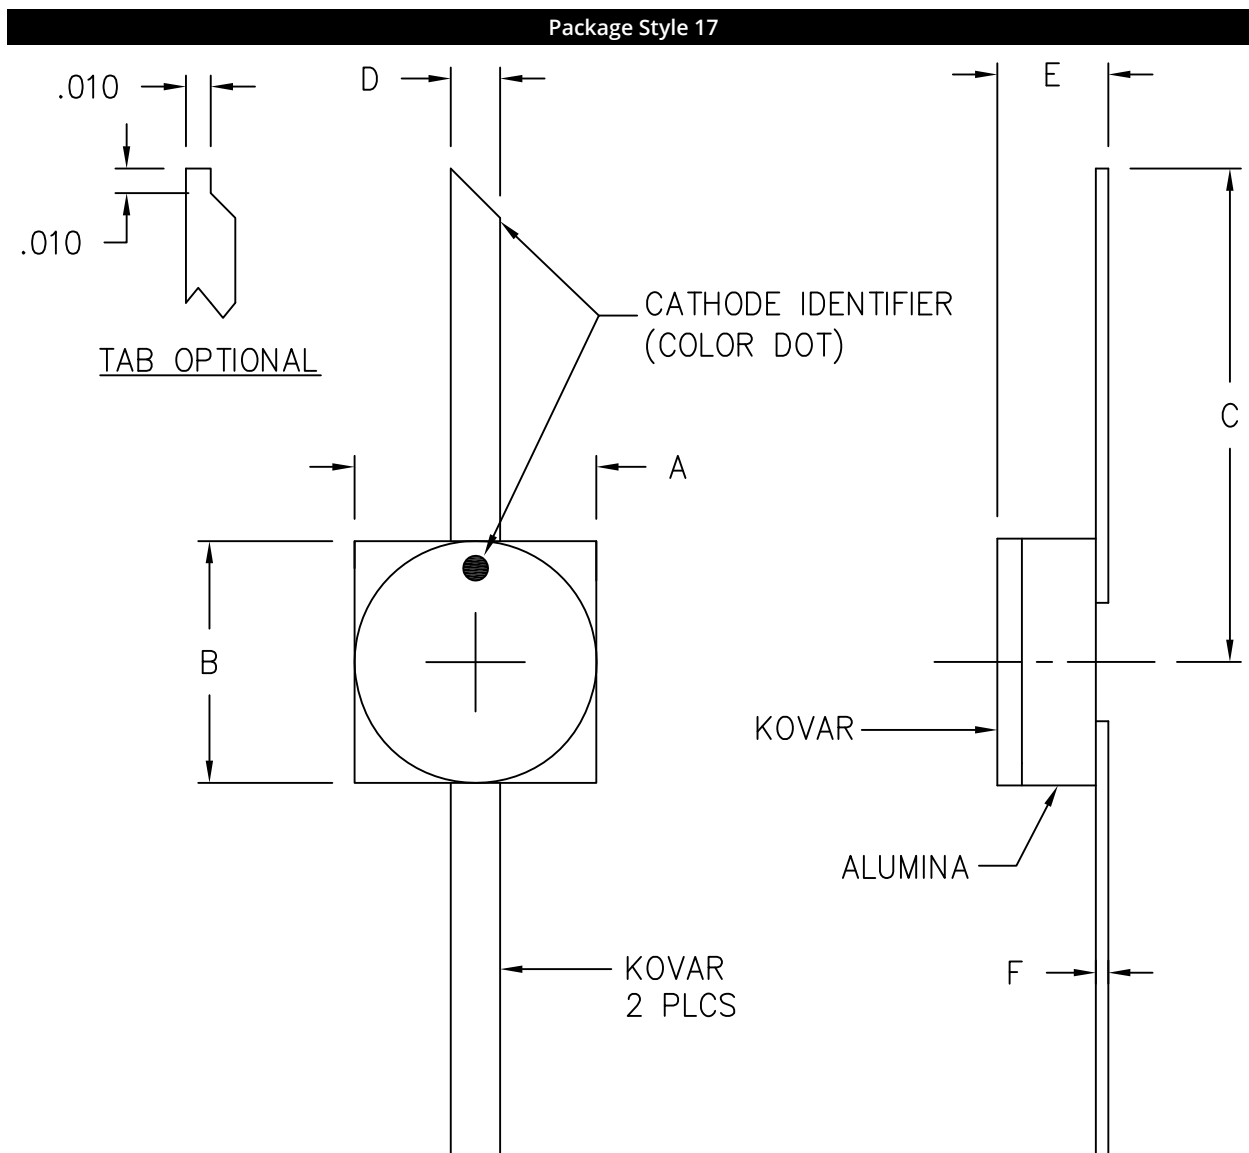 Package Style 17
.010
D
E
.010
CATHODE IDENTIFIER
(COLOR DOT)
TAB OPTIONAL
C
A
B
KOVAR
ALUMINA
KOVAR
2 PLCS
F